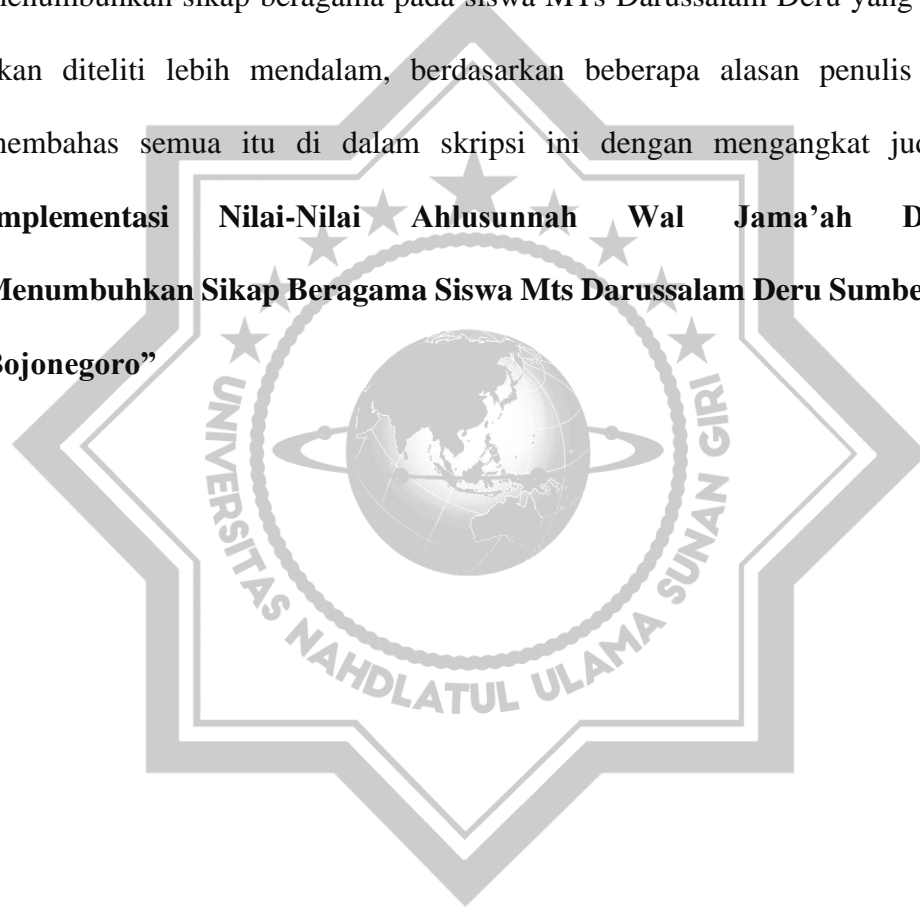 menumbuhkan sikap beragama pada siswa MTs Darussalam Deru yang
kan diteliti lebih mendalam, berdasarkan beberapa alasan penulis
membahas semua itu di dalam skripsi ini dengan mengangkat jud
mplementasi Nilai-Nilai Ahlusunnah Wal Jama’ah D
Menumbuhkan Sikap Beragama Siswa Mts Darussalam Deru Sumbe
Bojonegoro”
UNIVERSITAS NAHDLATUL ULAMA SUNAN GIRI